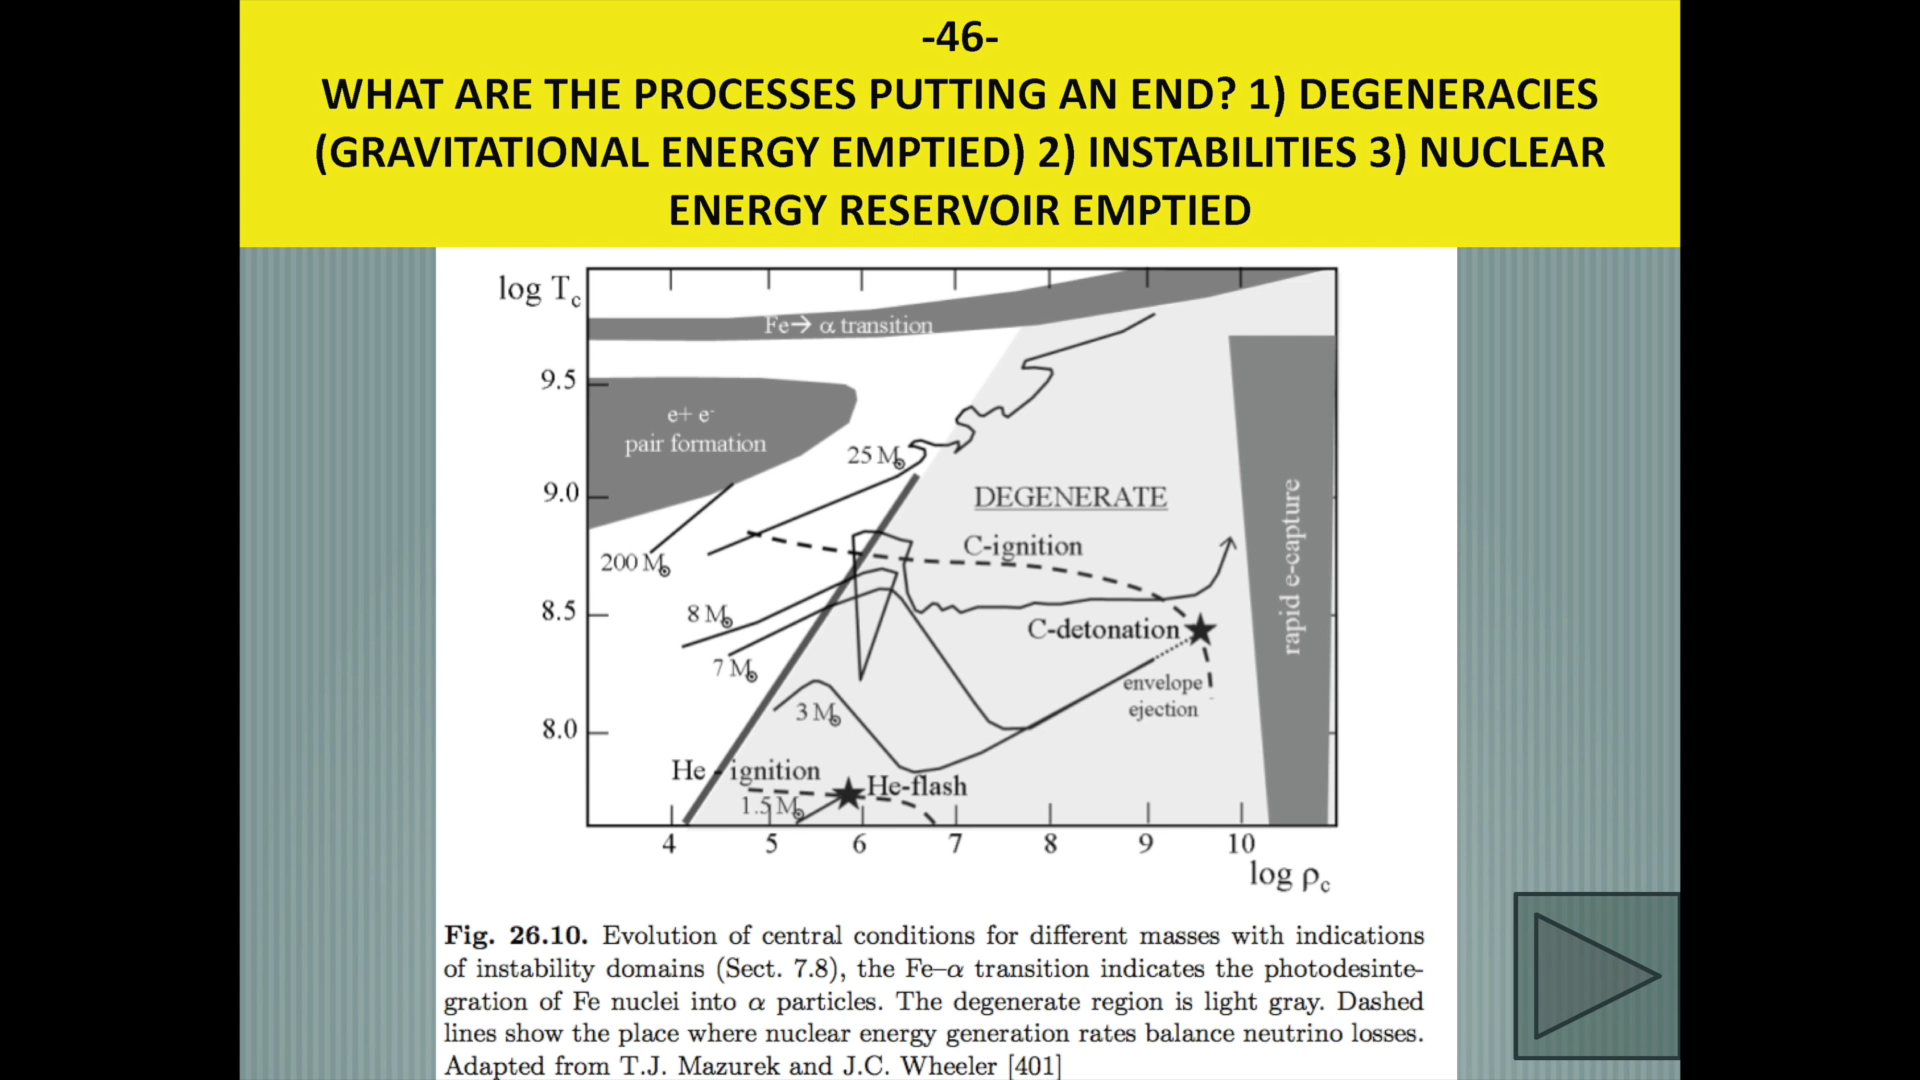 -46-
WHAT ARE THE PROCESSES PUTTING AN END? 1) DEGENERACIES
(GRAVITATIONAL ENERGY EMPTIED) 2) INSTABILITIES 3) NUCLEAR
ENERGY RESERVOIR EMPTIED
log Tc
Fe→ α transition
9.5
e+ e-
pair formation
25 M⊙
9.0
DEGENERATE
rapid e-capture
C-ignition
200 M⊙
8.5
8 M⊙
C-detonation
7 M⊙
envelope
ejection
3 M⊙
8.0
He - ignition
He-flash
1.5 M⊙
4 5 6 7 8 9 10
log ρc
Fig. 26.10. Evolution of central conditions for different masses with indications
of instability domains (Sect. 7.8), the Fe–α transition indicates the photodesinte-
gration of Fe nuclei into α particles. The degenerate region is light gray. Dashed
lines show the place where nuclear energy generation rates balance neutrino losses.
Adapted from T.J. Mazurek and J.C. Wheeler [401]